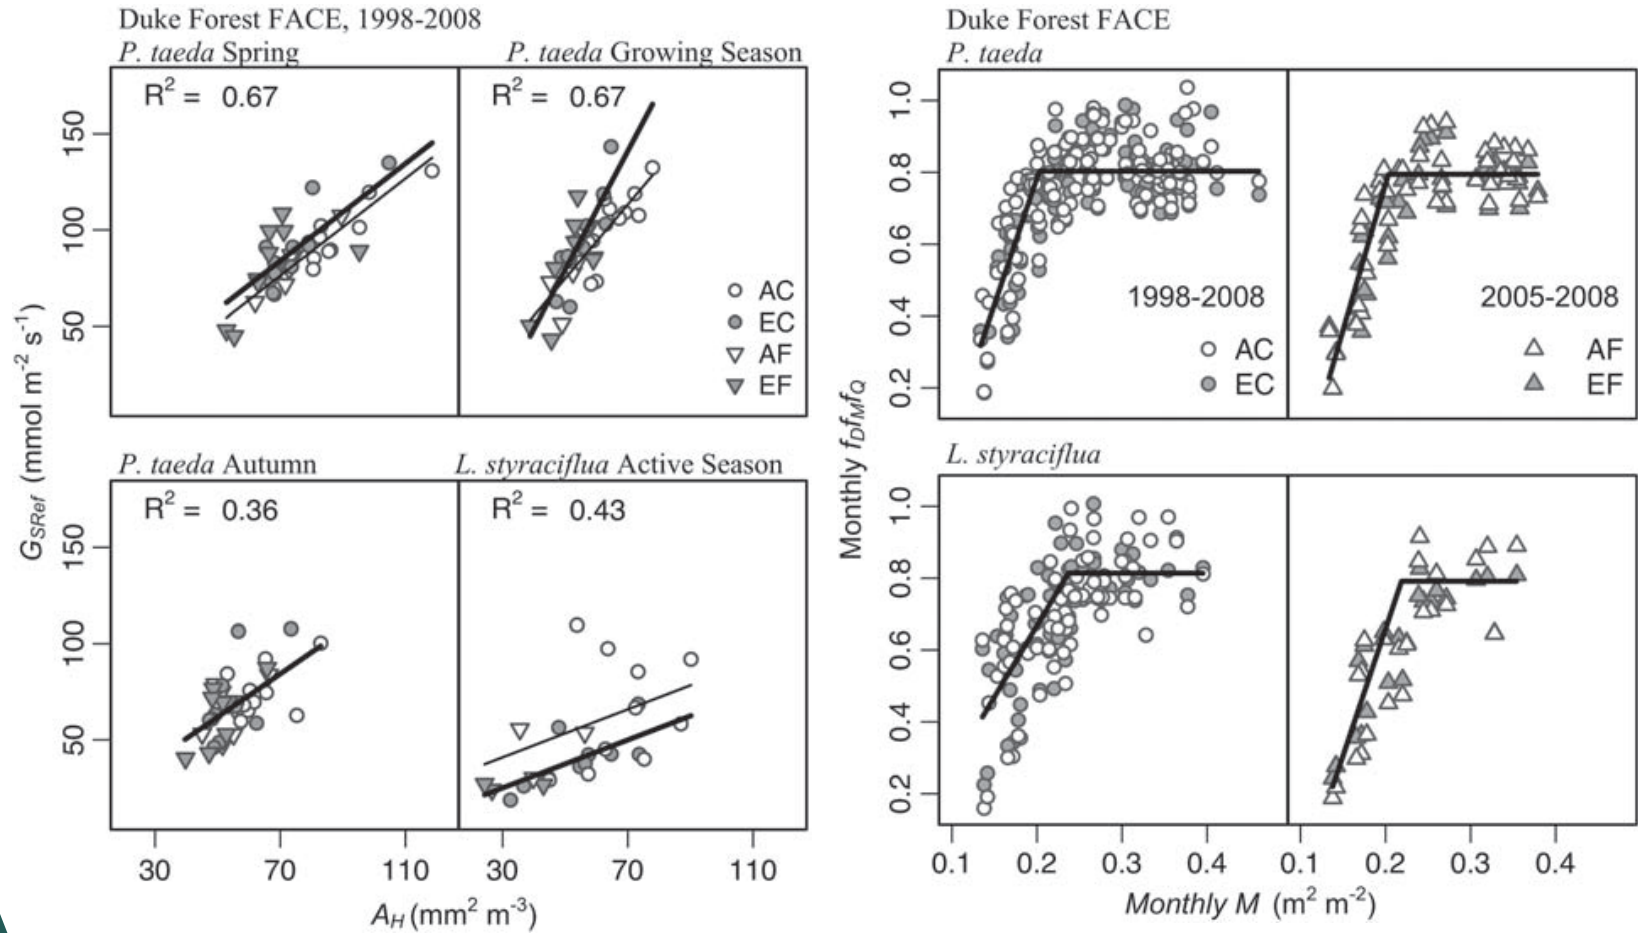 Duke Forest FACE, 1998-2008
P. taeda Spring
P. taeda Growing Season
R² = 0.67
R² = 0.67
150
100
50
AC
EC
AF
EF
P. taeda Autumn
L. styraciflua Active Season
R² = 0.36
R² = 0.43
150
100
50
G_SRef (mmol m⁻² s⁻¹)
30 70 110 30 70 110
A_H (mm² m⁻³)
Duke Forest FACE
P. taeda
1.0
0.8
0.6
0.4
0.2
1998-2008
AC
EC
2005-2008
AF
EF
L. styraciflua
1.0
0.8
0.6
0.4
0.2
Monthly f_D f_M f_Q
0.1 0.2 0.3 0.4 0.1 0.2 0.3 0.4
Monthly M (m² m⁻²)